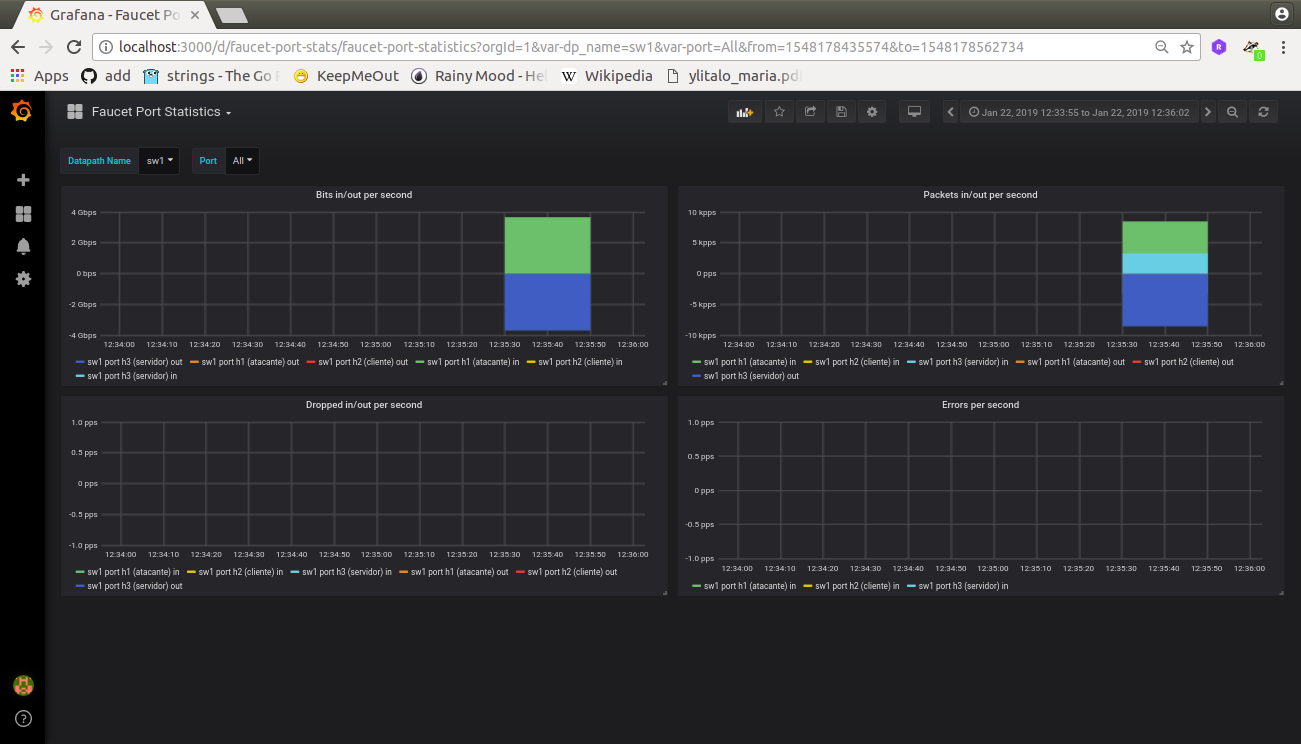 Grafana - Faucet Po
localhost:3000/d/faucet-port-stats/faucet-port-statistics?orgId=1&var-dp_name=sw1&var-port=All&from=1548178435574&to=1548178562734
Apps add strings - The Go KeepMeOut Rainy Mood - Hel Wikipedia ylitalo_maria.pdf
Faucet Port Statistics
Jan 22, 2019 12:33:55 to Jan 22, 2019 12:36:02
Datapath Name sw1 Port All
Bits in/out per second
4 Gbps
2 Gbps
0 bps
-2 Gbps
-4 Gbps
12:34:00 12:34:10 12:34:20 12:34:30 12:34:40 12:34:50 12:35:00 12:35:10 12:35:20 12:35:30 12:35:40 12:35:50 12:36:00
sw1 port h3 (servidor) out sw1 port h1 (atacante) out sw1 port h2 (cliente) out sw1 port h1 (atacante) in sw1 port h2 (cliente) in
sw1 port h3 (servidor) in
Packets in/out per second
10 kpps
5 kpps
0 pps
-5 kpps
-10 kpps
12:34:00 12:34:10 12:34:20 12:34:30 12:34:40 12:34:50 12:35:00 12:35:10 12:35:20 12:35:30 12:35:40 12:35:50 12:36:00
sw1 port h1 (atacante) in sw1 port h2 (cliente) in sw1 port h3 (servidor) in sw1 port h1 (atacante) out sw1 port h2 (cliente) out
sw1 port h3 (servidor) out
Dropped in/out per second
1.0 pps
0.5 pps
0 pps
-0.5 pps
-1.0 pps
12:34:00 12:34:10 12:34:20 12:34:30 12:34:40 12:34:50 12:35:00 12:35:10 12:35:20 12:35:30 12:35:40 12:35:50 12:36:00
sw1 port h1 (atacante) in sw1 port h2 (cliente) in sw1 port h3 (servidor) in sw1 port h1 (atacante) out sw1 port h2 (cliente) out
sw1 port h3 (servidor) out
Errors per second
1.0 pps
0.5 pps
0 pps
-0.5 pps
-1.0 pps
12:34:00 12:34:10 12:34:20 12:34:30 12:34:40 12:34:50 12:35:00 12:35:10 12:35:20 12:35:30 12:35:40 12:35:50 12:36:00
sw1 port h1 (atacante) in sw1 port h2 (cliente) in sw1 port h3 (servidor) in